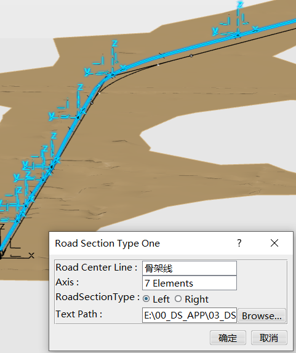 z
y
z
y
z
y
z
y
z
x
Road Section Type One
?
Road Center Line : 骨架线
Axis : 7 Elements
RoadSectionType : Left Right
Text Path : E:\00_DS_APP\03_DS Browse...
确定 取消